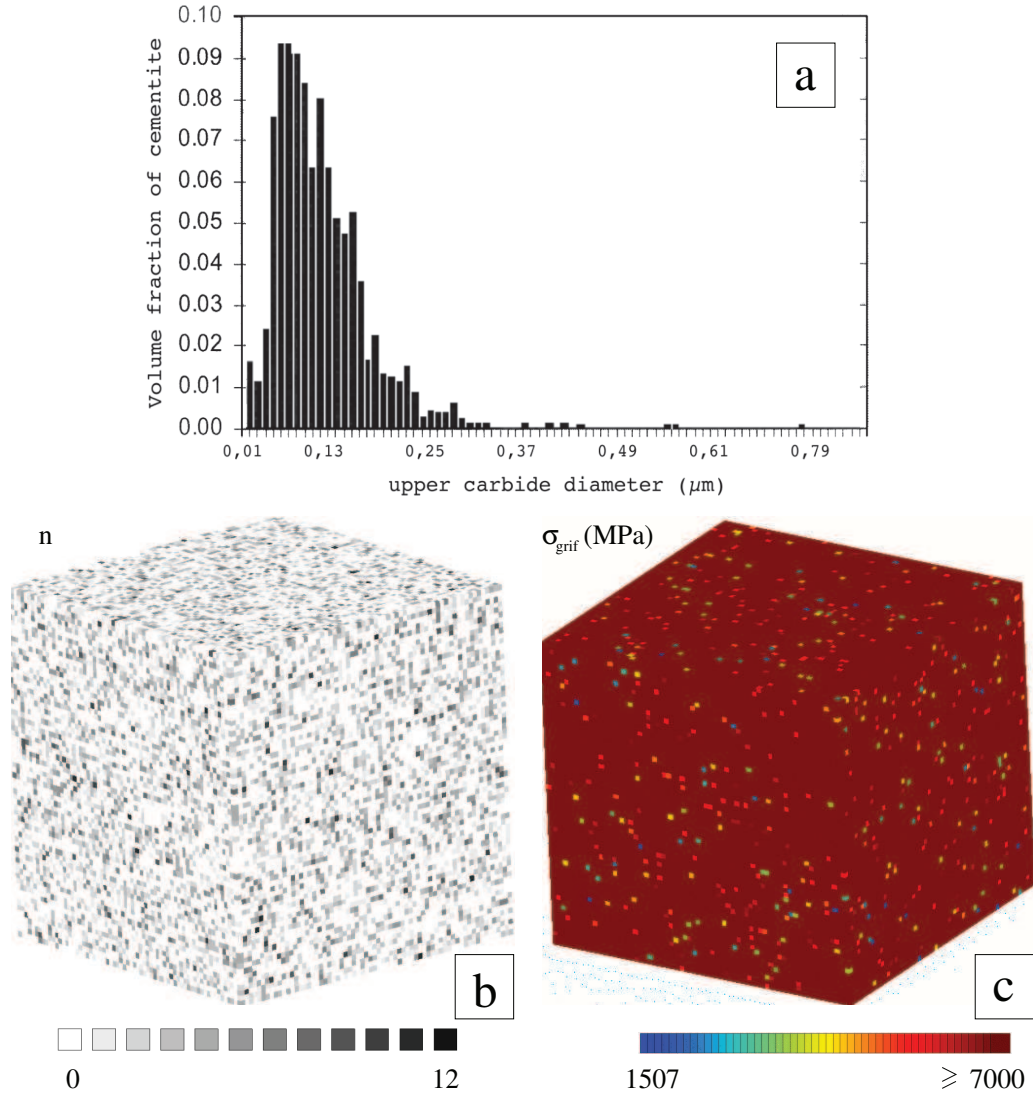 0.10
0.09
0.08
0.07
0.06
0.05
0.04
0.03
0.02
0.01
0.00
Volume fraction of cementite
a
0,01 0,13 0,25 0,37 0,49 0,61 0,79
upper carbide diameter (µm)
n
b
0 12
σgrif (MPa)
c
1507 ⩾ 7000